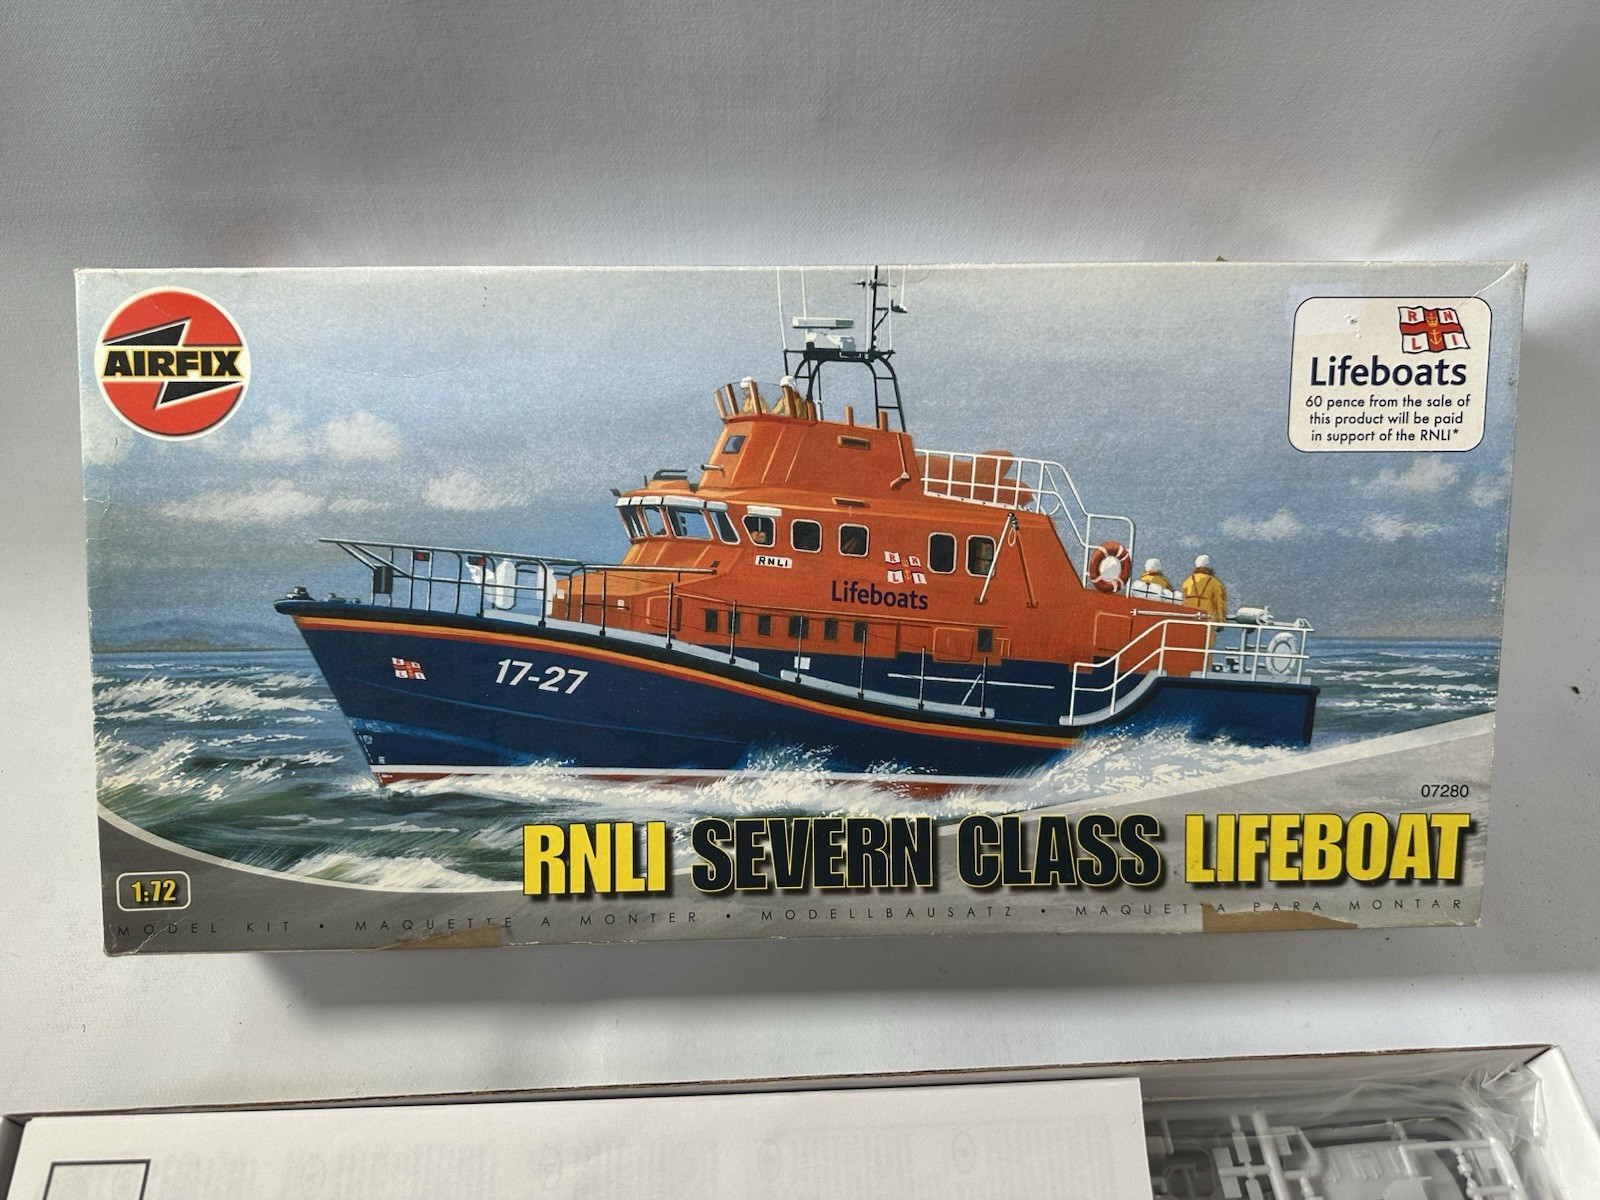 AIRFIX
R N
L I
Lifeboats
60 pence from the sale of
this product will be paid
in support of the RNLI*
RNLI
R N
L I
Lifeboats
R N
L I
17-27
07280
RNLI SEVERN CLASS LIFEBOAT
1:72
MODEL KIT • MAQUETTE A MONTER • MODELLBAUSATZ • MAQUETA PARA MONTAR